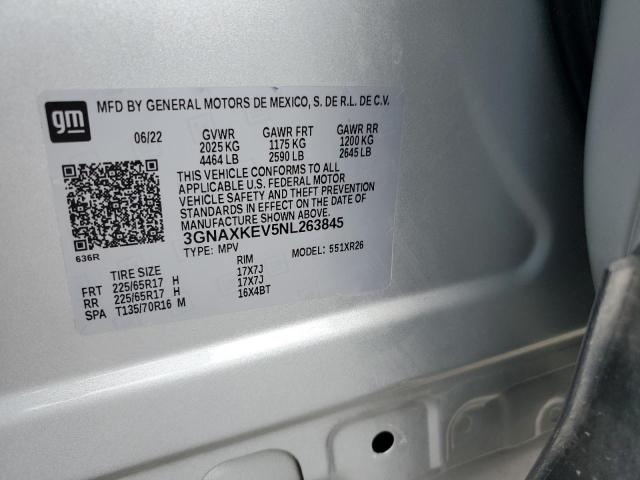 gm
MFD BY GENERAL MOTORS DE MEXICO, S. DE R.L. DE C.V.
06/22 GVWR GAWR FRT GAWR RR
2025 KG 1175 KG 1200 KG
4464 LB 2590 LB 2645 LB
THIS VEHICLE CONFORMS TO ALL
APPLICABLE U.S. FEDERAL MOTOR
VEHICLE SAFETY AND THEFT PREVENTION
STANDARDS IN EFFECT ON THE DATE OF
MANUFACTURE SHOWN ABOVE.
3GNAXKEV5NL263845
636R
TYPE: MPV MODEL: 551XR26
TIRE SIZE RIM
FRT 225/65R17 H 17X7J
RR 225/65R17 H 17X7J
SPA T135/70R16 M 16X4BT